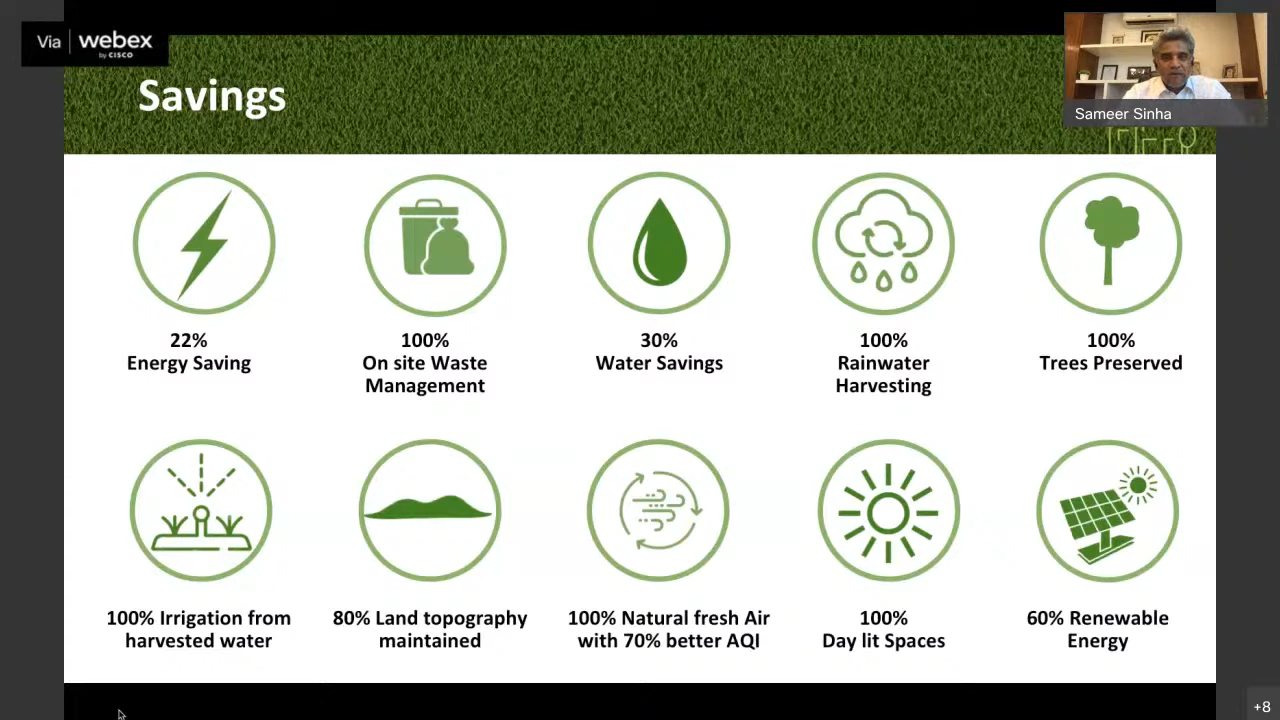 Via webex
by CISCO
Savings
Sameer Sinha
22%
Energy Saving
100%
On site Waste
Management
30%
Water Savings
100%
Rainwater
Harvesting
100%
Trees Preserved
100% Irrigation from
harvested water
80% Land topography
maintained
100% Natural fresh Air
with 70% better AQI
100%
Day lit Spaces
60% Renewable
Energy
+8